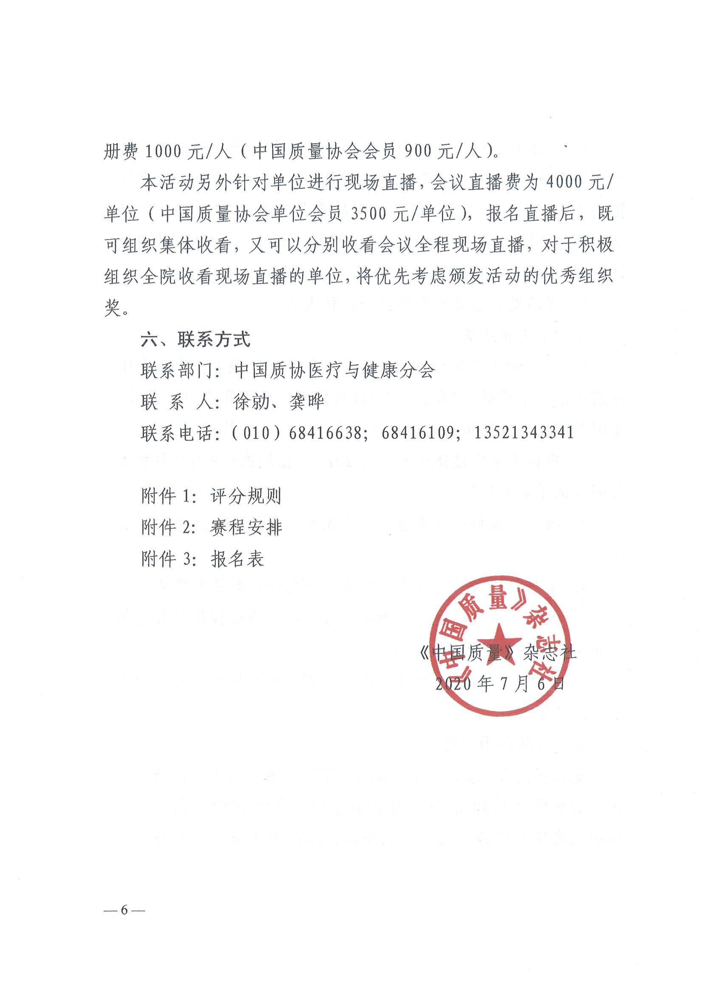 册费 1000 元/人（中国质量协会会员 900 元/人）。
本活动另外针对单位进行现场直播，会议直播费为 4000 元/
单位（中国质量协会单位会员 3500 元/单位），报名直播后，既
可组织集体收看，又可以分别收看会议全程现场直播，对于积极
组织全院收看现场直播的单位，将优先考虑颁发活动的优秀组织
奖。
六、联系方式
联系部门：中国质协医疗与健康分会
联 系 人：徐勍、龚晔
联系电话：（010）68416638；68416109；13521343341
附件 1：评分规则
附件 2：赛程安排
附件 3：报名表
《中国质量》杂志社
《中国质量》杂志社
2020 年 7 月 6 日
— 6 —